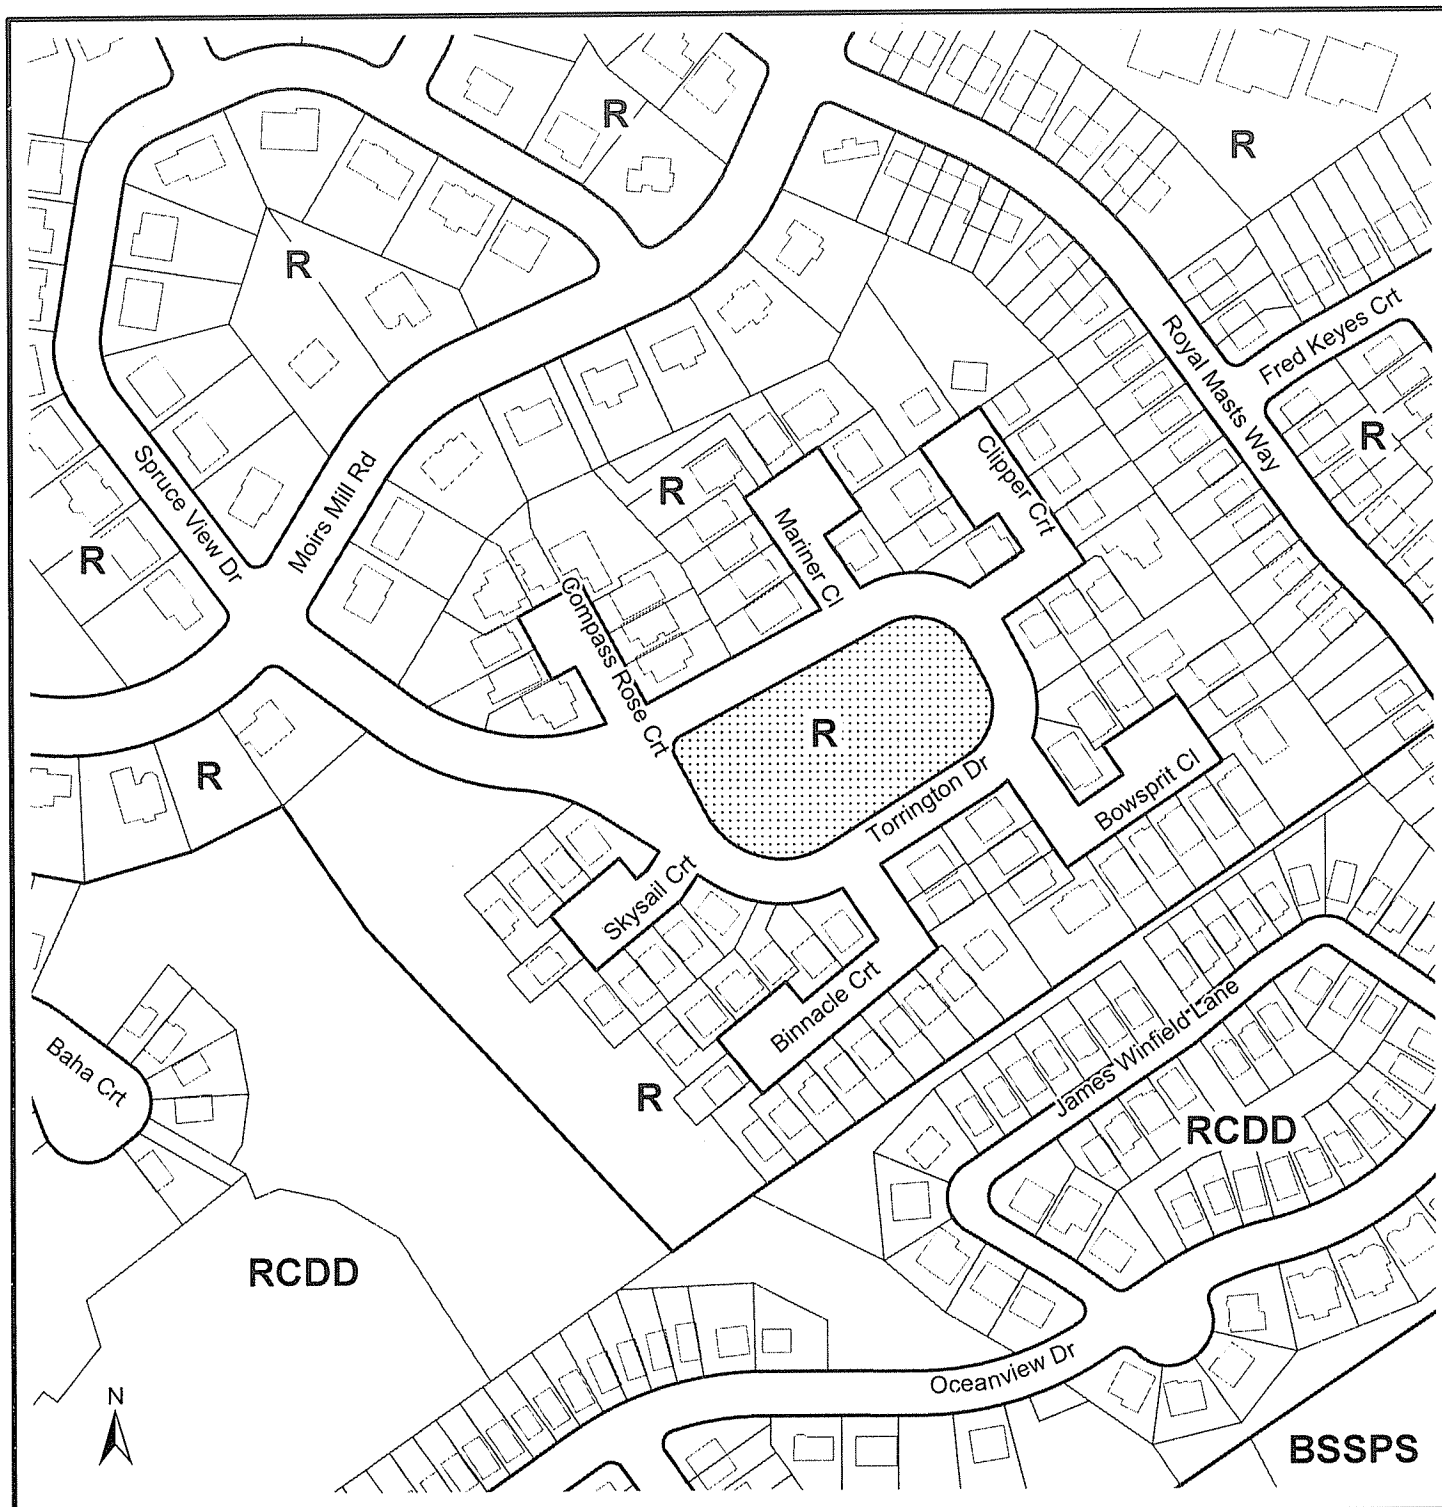 R
R
R
Royal Masts Way
Fred Keyes Crt
R
Spruce View Dr
Moirs Mill Rd
R
Clipper Crt
Mariner Cl
R
Compass Rose Crt
R
R
Torrington Dr
Bowsprit Cl
Skysail Crt
Binnacle Crt
James Winfield Lane
Baha Crt
R
RCDD
RCDD
Oceanview Dr
N
BSSPS